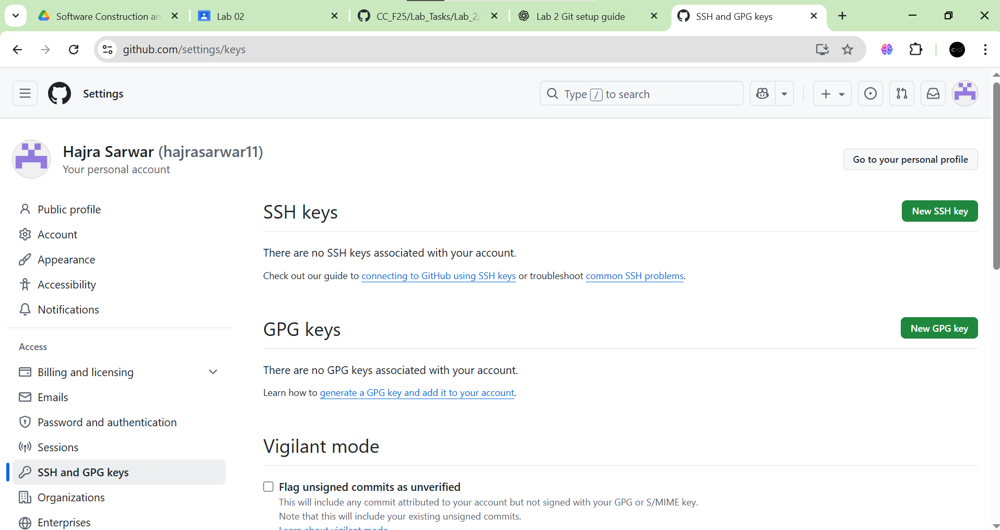 Software Construction an
Lab 02
CC_F25/Lab_Tasks/Lab_2/
Lab 2 Git setup guide
SSH and GPG keys
github.com/settings/keys
Settings
Type / to search
Hajra Sarwar (hajrasarwar11)
Your personal account
Go to your personal profile
Public profile
Account
Appearance
Accessibility
Notifications
Access
Billing and licensing
Emails
Password and authentication
Sessions
SSH and GPG keys
Organizations
Enterprises
SSH keys
New SSH key
There are no SSH keys associated with your account.
Check out our guide to connecting to GitHub using SSH keys or troubleshoot common SSH problems.
GPG keys
New GPG key
There are no GPG keys associated with your account.
Learn how to generate a GPG key and add it to your account.
Vigilant mode
Flag unsigned commits as unverified
This will include any commit attributed to your account but not signed with your GPG or S/MIME key.
Note that this will include your existing unsigned commits.
Learn about vigilant mode.